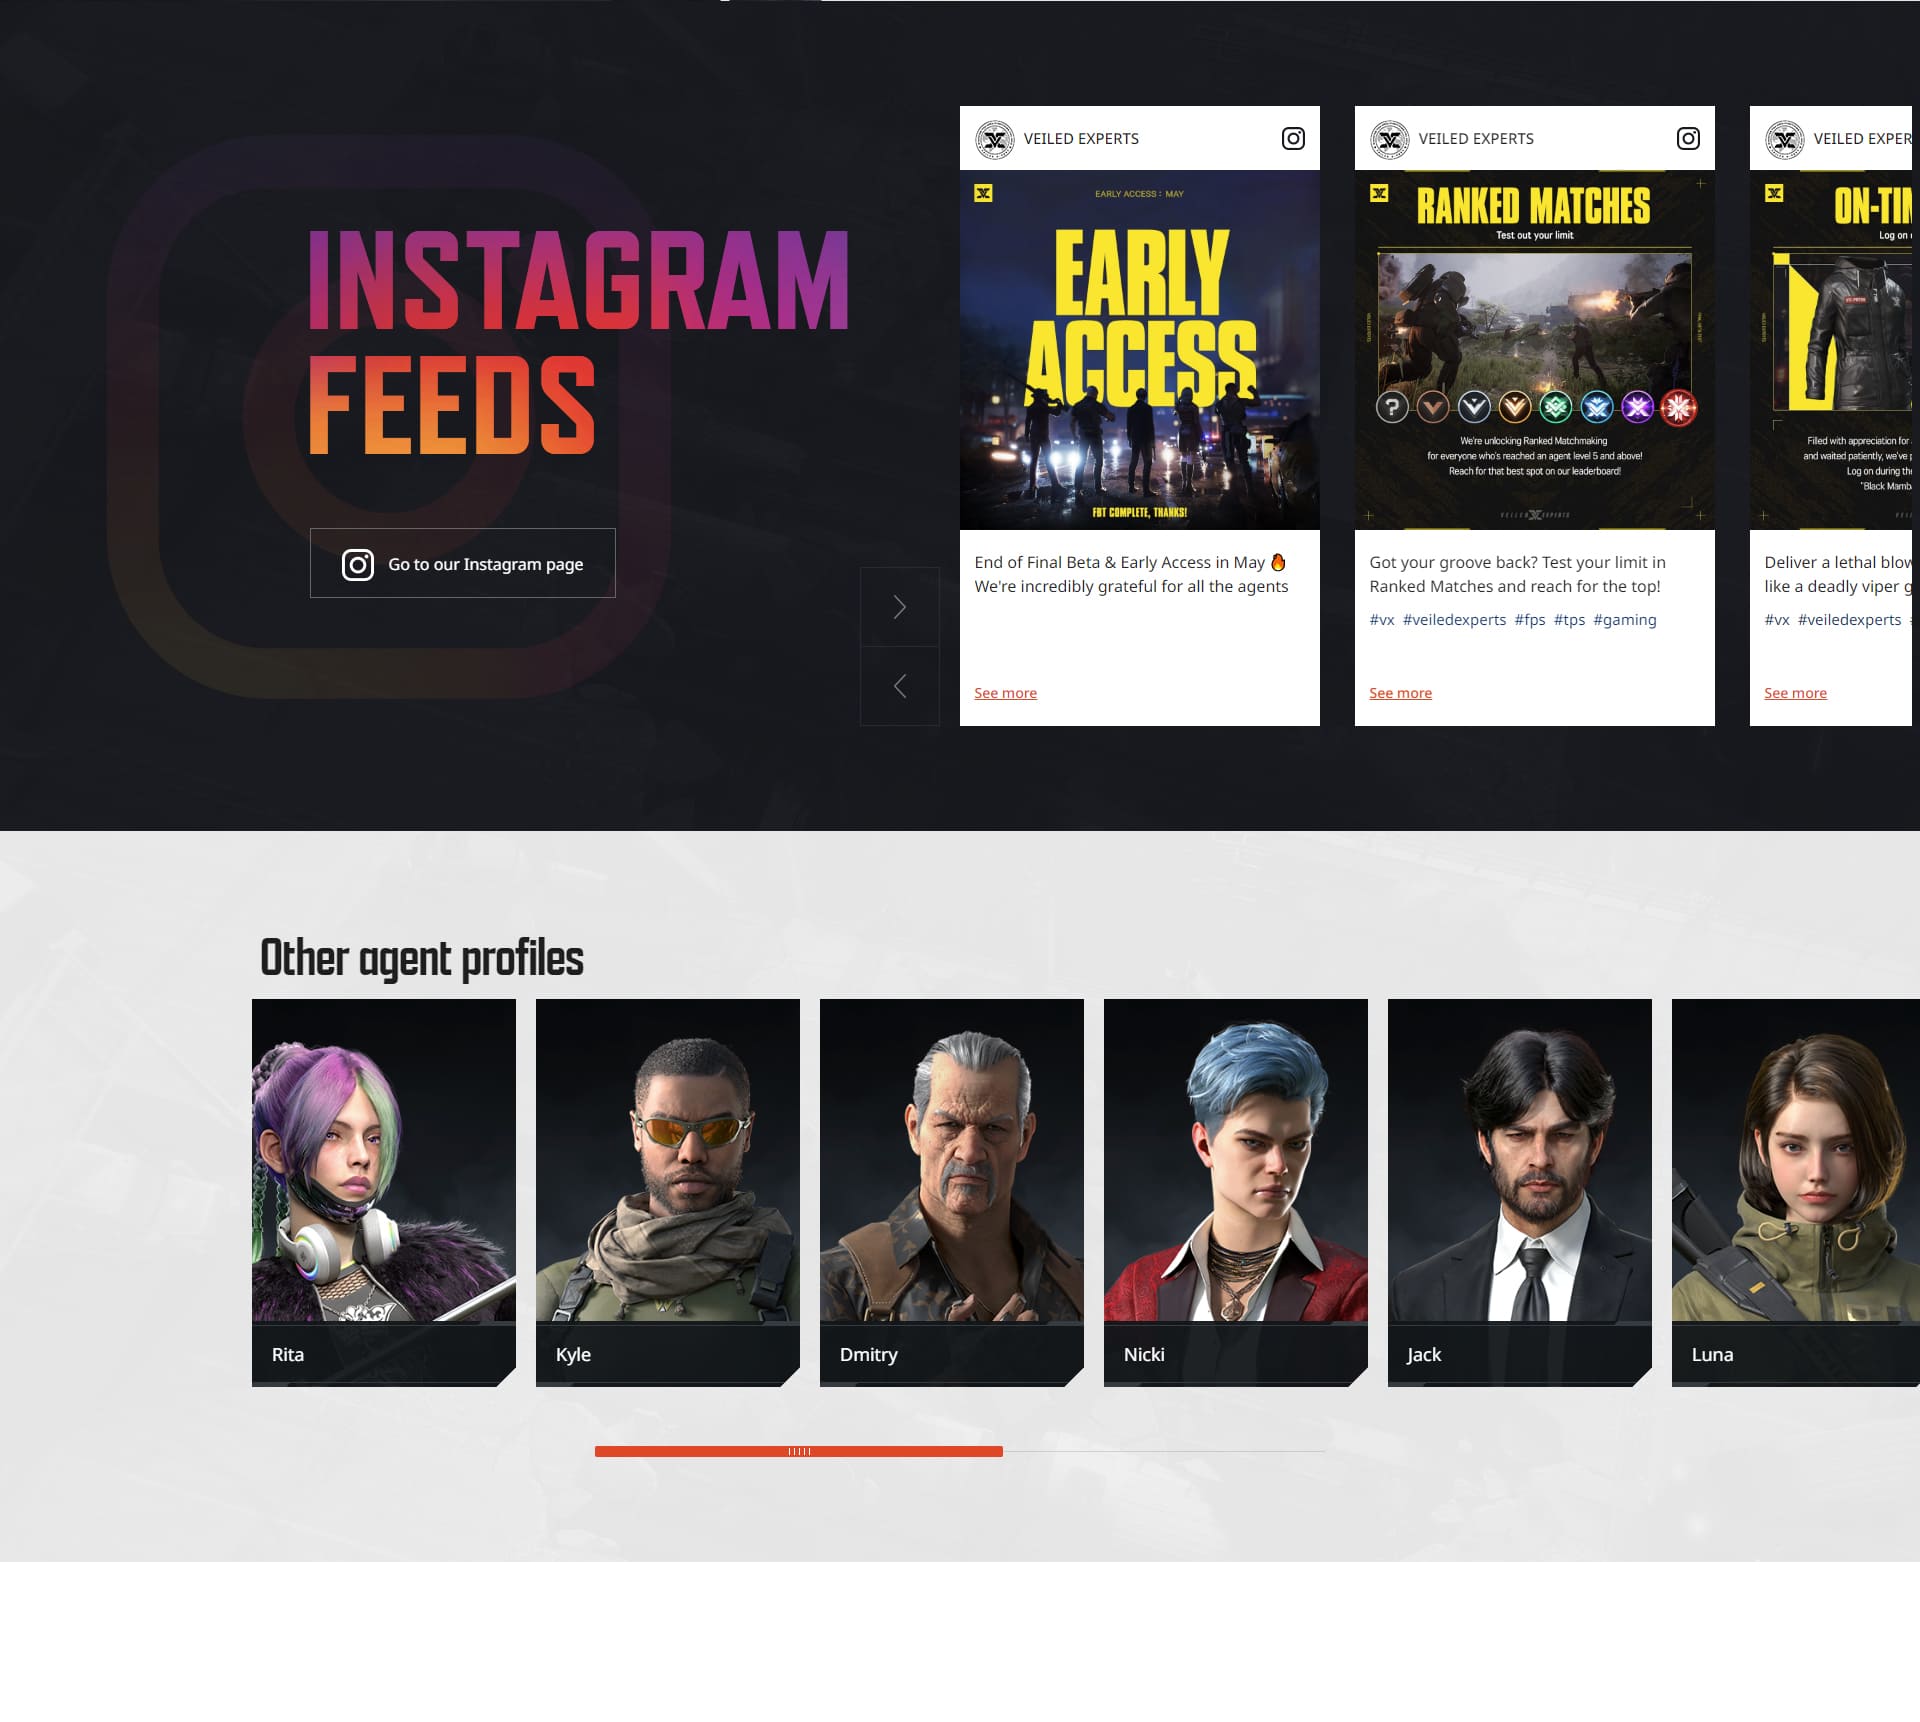 INSTAGRAM
FEEDS
Go to our Instagram page
VEILED EXPERTS
EARLY ACCESS : MAY
EARLY
ACCESS
FBT COMPLETE, THANKS!
End of Final Beta & Early Access in May 🔥
We're incredibly grateful for all the agents
See more
VEILED EXPERTS
RANKED MATCHES
Test out your limit
We're unlocking Ranked Matchmaking
for everyone who's reached an agent level 5 and above!
Reach for that best spot on our leaderboard!
VEILED EXPERTS
Got your groove back? Test your limit in
Ranked Matches and reach for the top!
#vx #veiledexperts #fps #tps #gaming
See more
VEILED EXPER
ON-TIM
Log on
Filled with appreciation for
and waited patiently, we've
Log on during the
"Black Mamb
Deliver a lethal blow
like a deadly viper g
#vx #veiledexperts
See more
Other agent profiles
Rita
Kyle
Dmitry
Nicki
Jack
Luna